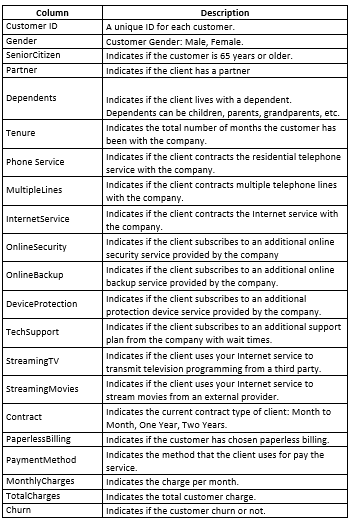 Column Description
Customer ID A unique ID for each customer.
Gender Customer Gender: Male, Female.
SeniorCitizen Indicates if the customer is 65 years or older.
Partner Indicates if the client has a partner
Dependents Indicates if the client lives with a dependent.
Dependents can be children, parents, grandparents, etc.
Tenure Indicates the total number of months the customer has
been with the company.
Phone Service Indicates if the client contracts the residential telephone
service with the company.
MultipleLines Indicates if the client contracts multiple telephone lines
with the company.
InternetService Indicates if the client contracts the Internet service with
the company.
OnlineSecurity Indicates if the client subscribes to an additional online
security service provided by the company
OnlineBackup Indicates if the client subscribes to an additional online
backup service provided by the company.
DeviceProtection Indicates if the client subscribes to an additional
protection device service provided by the company.
TechSupport Indicates if the client subscribes to an additional support
plan from the company with wait times.
StreamingTV Indicates if the client uses your Internet service to
transmit television programming from a third party.
StreamingMovies Indicates if the client uses your Internet service to
stream movies from an external provider.
Contract Indicates the current contract type of client: Month to
Month, One Year, Two Years.
PaperlessBilling Indicates if the customer has chosen paperless billing.
PaymentMethod Indicates the method that the client uses for pay the
service.
MonthlyCharges Indicates the charge per month.
TotalCharges Indicates the total customer charge.
Churn Indicates if the customer churn or not.